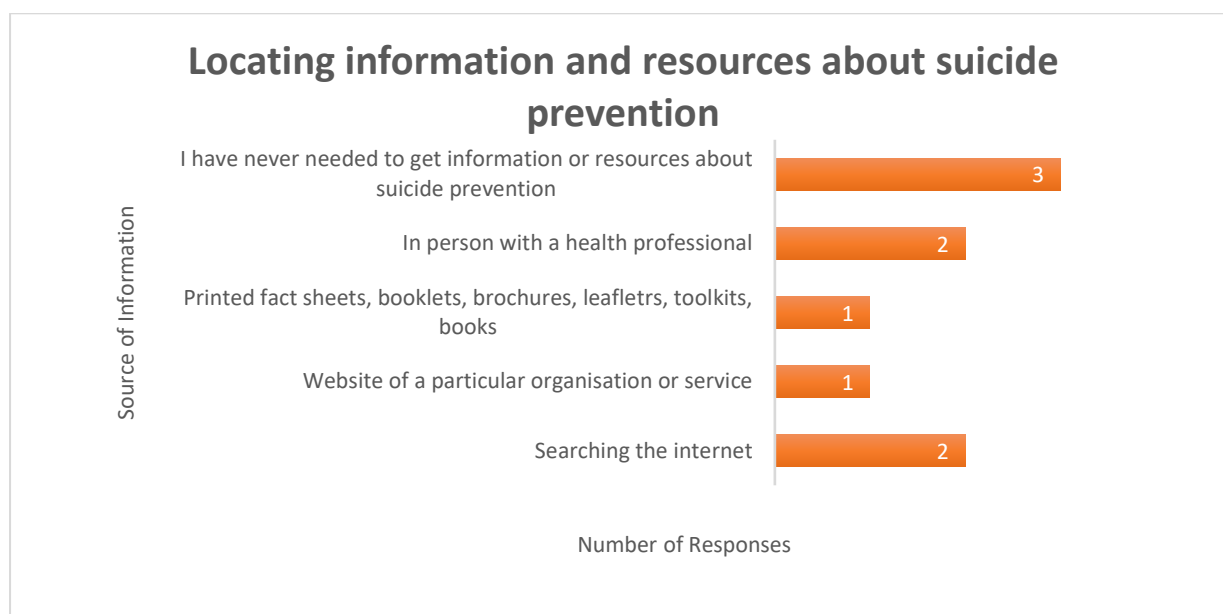 Locating information and resources about suicide
prevention
Source of Information
I have never needed to get information or resources about
suicide prevention
3
In person with a health professional
2
Printed fact sheets, booklets, brochures, leafletrs, toolkits,
books
1
Website of a particular organisation or service
1
Searching the internet
2
Number of Responses